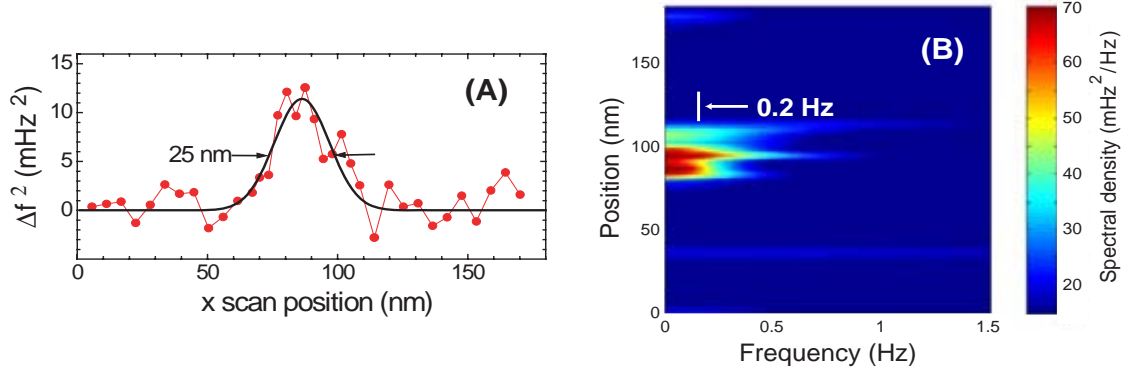 (A)
15
10
5
0
Δf ² (mHz ²)
25 nm
0
50
100
150
x scan position (nm)
(B)
0.2 Hz
150
100
50
0
Position (nm)
0
0.5
1
1.5
Frequency (Hz)
70
60
50
40
30
20
Spectral density (mHz²/Hz)